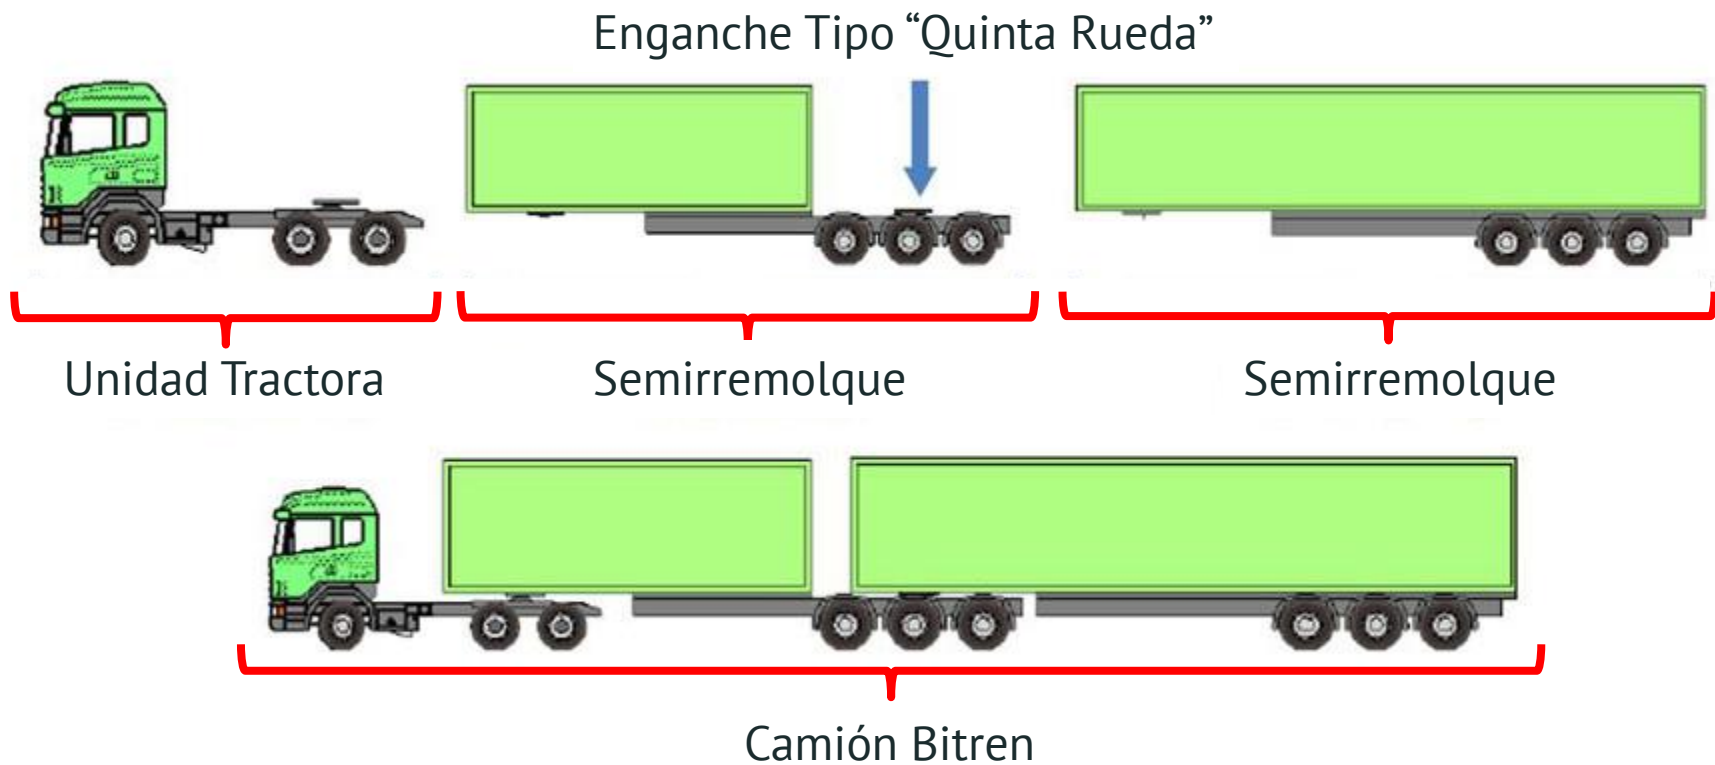 Enganche Tipo “Quinta Rueda”
Unidad Tractora
Semirremolque
Semirremolque
Camión Bitren